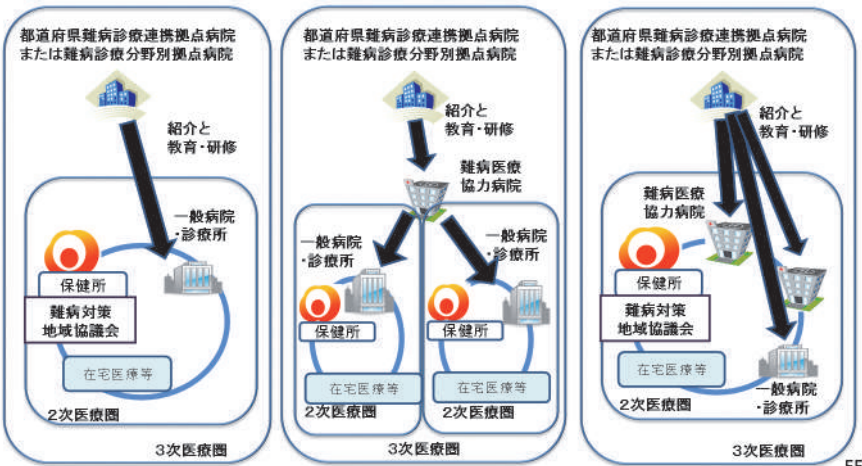 都道府県難病診療連携拠点病院
または難病診療分野別拠点病院
紹介と
教育・研修
一般病院
・診療所
保健所
難病対策
地域協議会
在宅医療等
2次医療圏
3次医療圏
都道府県難病診療連携拠点病院
または難病診療分野別拠点病院
紹介と
教育・研修
難病医療
協力病院
一般病院
・診療所
保健所
在宅医療等
2次医療圏
一般病院
・診療所
保健所
在宅医療等
2次医療圏
3次医療圏
都道府県難病診療連携拠点病院
または難病診療分野別拠点病院
紹介と
教育・研修
難病医療
協力病院
保健所
難病対策
地域協議会
在宅医療等
一般病院
・診療所
2次医療圏
3次医療圏
55